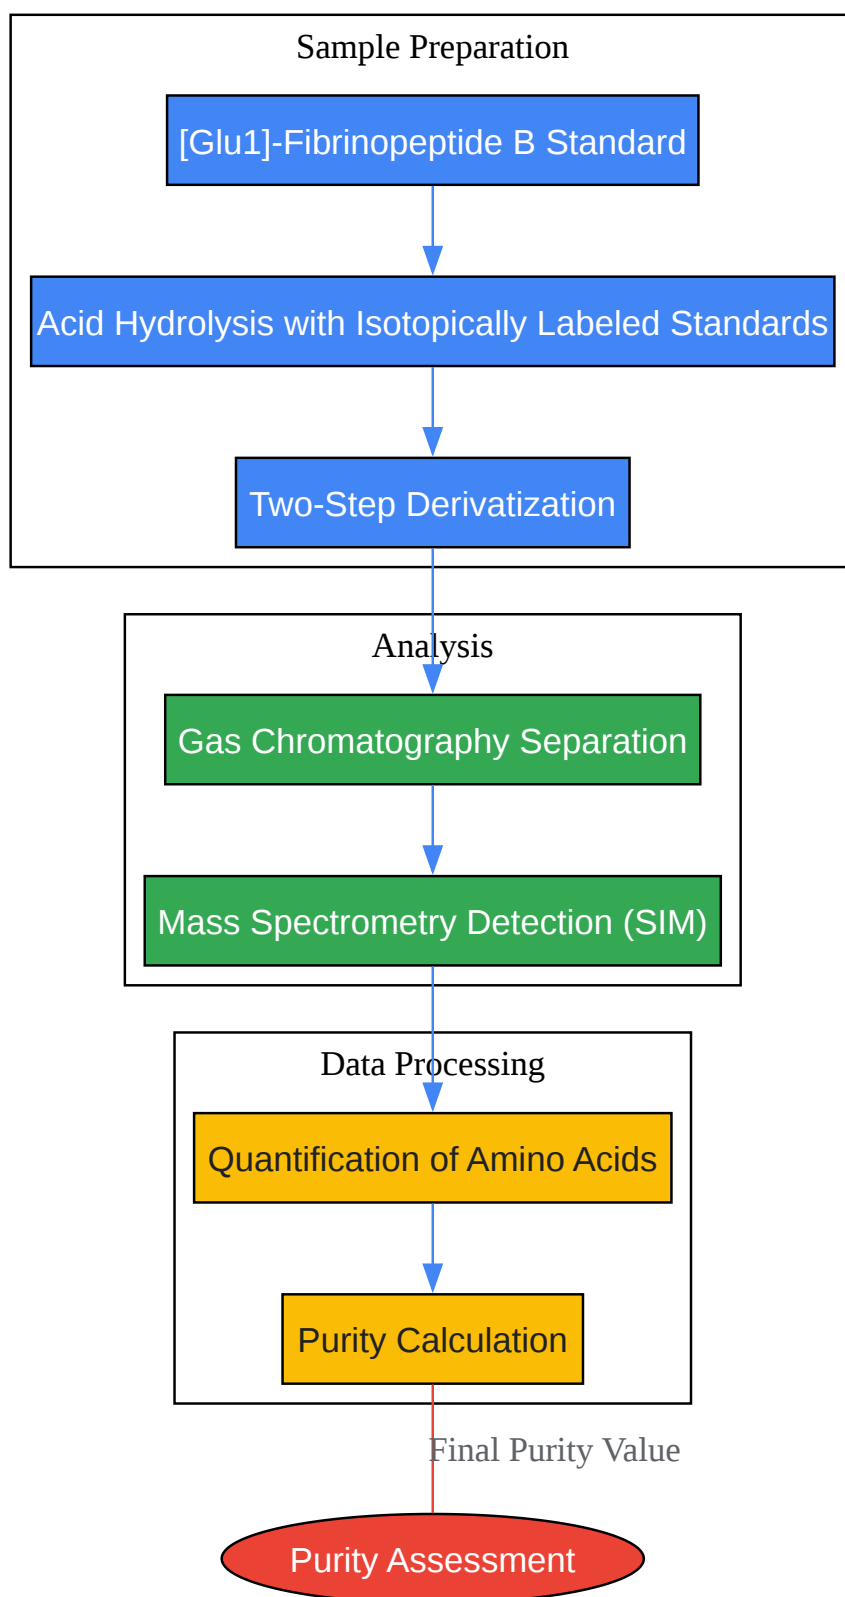 Sample Preparation
[Glu1]-Fibrinopeptide B Standard
Acid Hydrolysis with Isotopically Labeled Standards
Two-Step Derivatization
Analysis
Gas Chromatography Separation
Mass Spectrometry Detection (SIM)
Data Processing
Quantification of Amino Acids
Purity Calculation
Final Purity Value
Purity Assessment